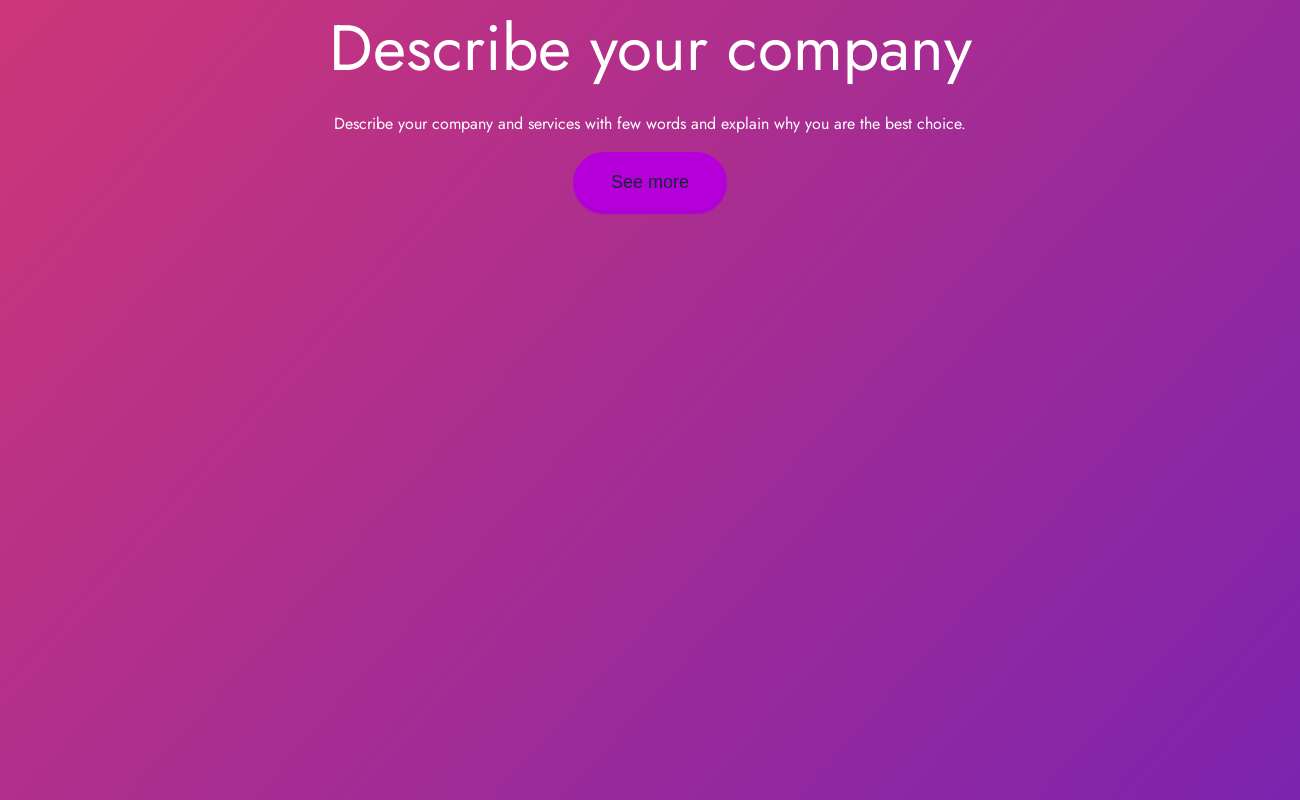 Describe your company
Describe your company and services with few words and explain why you are the best choice.
See more